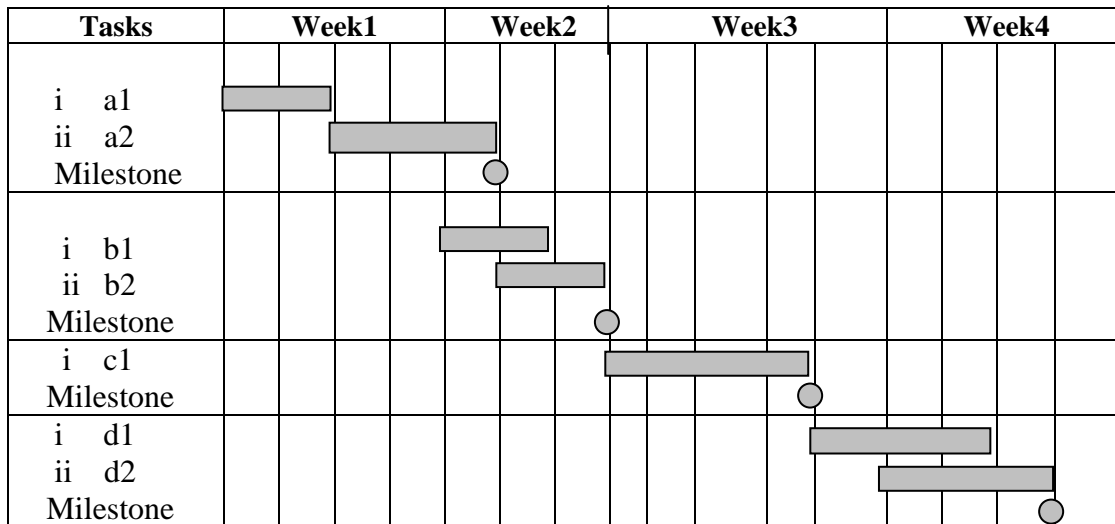 Tasks Week1 Week2 Week3 Week4
i a1
ii a2
Milestone
i b1
ii b2
Milestone
i c1
Milestone
i d1
ii d2
Milestone